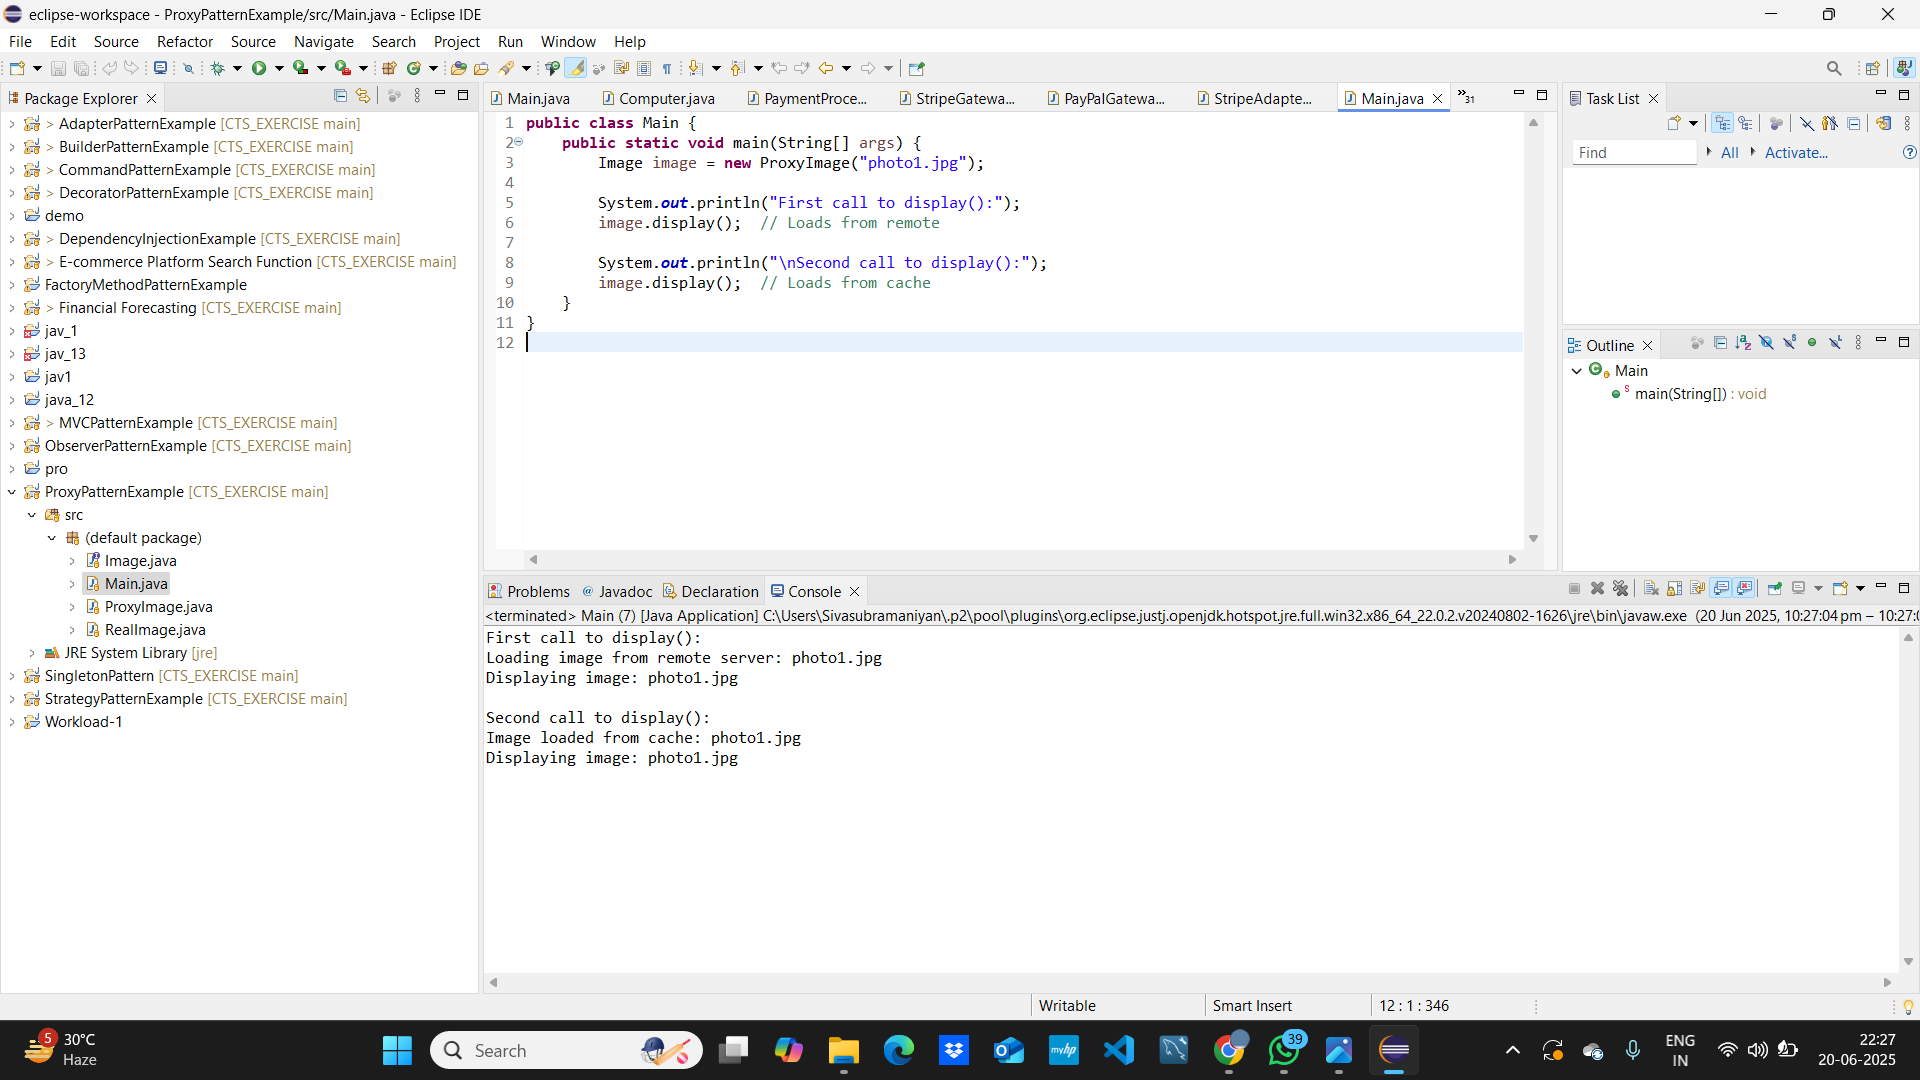 eclipse-workspace - ProxyPatternExample/src/Main.java - Eclipse IDE
File Edit Source Refactor Source Navigate Search Project Run Window Help
Package Explorer
> AdapterPatternExample [CTS_EXERCISE main]
> BuilderPatternExample [CTS_EXERCISE main]
> CommandPatternExample [CTS_EXERCISE main]
> DecoratorPatternExample [CTS_EXERCISE main]
demo
> DependencyInjectionExample [CTS_EXERCISE main]
> E-commerce Platform Search Function [CTS_EXERCISE main]
FactoryMethodPatternExample
> Financial Forecasting [CTS_EXERCISE main]
jav_1
jav_13
jav1
java_12
> MVCPatternExample [CTS_EXERCISE main]
ObserverPatternExample [CTS_EXERCISE main]
pro
ProxyPatternExample [CTS_EXERCISE main]
src
(default package)
Image.java
Main.java
ProxyImage.java
RealImage.java
JRE System Library [jre]
SingletonPattern [CTS_EXERCISE main]
StrategyPatternExample [CTS_EXERCISE main]
Workload-1
Main.java Computer.java PaymentProce... StripeGatewa... PayPalGatewa... StripeAdapte... Main.java »31
1 public class Main {
2 public static void main(String[] args) {
3 Image image = new ProxyImage("photo1.jpg");
4
5 System.out.println("First call to display():");
6 image.display(); // Loads from remote
7
8 System.out.println("\nSecond call to display():");
9 image.display(); // Loads from cache
10 }
11 }
12
Task List
Find All Activate...
Outline
Main
main(String[]) : void
Problems @ Javadoc Declaration Console
<terminated> Main (7) [Java Application] C:\Users\Sivasubramaniyan\.p2\pool\plugins\org.eclipse.justj.openjdk.hotspot.jre.full.win32.x86_64_22.0.2.v20240802-1626\jre\bin\javaw.exe (20 Jun 2025, 10:27:04 pm – 10:27:0
First call to display():
Loading image from remote server: photo1.jpg
Displaying image: photo1.jpg

Second call to display():
Image loaded from cache: photo1.jpg
Displaying image: photo1.jpg
Writable Smart Insert 12 : 1 : 346
5 30°C
Haze
Search
myhp
39
ENG
IN
22:27
20-06-2025